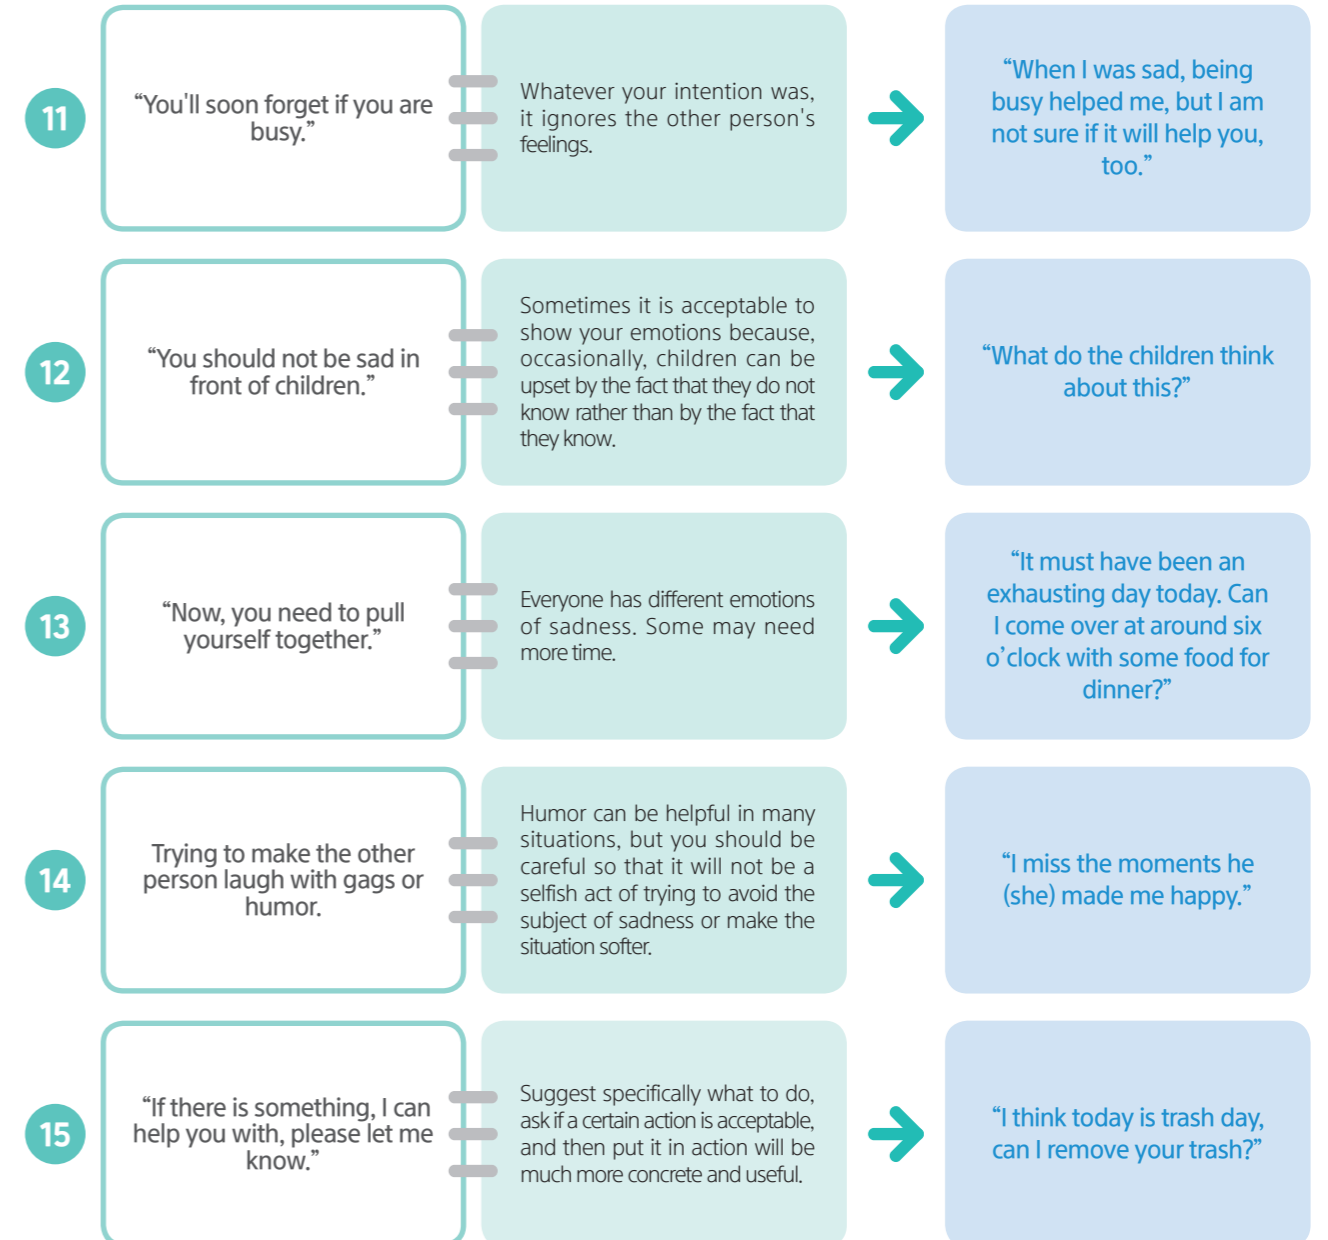 11
“You'll soon forget if you are
busy.”
Whatever your intention was,
it ignores the other person's
feelings.
“When I was sad, being
busy helped me, but I am
not sure if it will help you,
too.”
12
“You should not be sad in
front of children.”
Sometimes it is acceptable to
show your emotions because,
occasionally, children can be
upset by the fact that they do not
know rather than by the fact that
they know.
“What do the children think
about this?”
13
“Now, you need to pull
yourself together.”
Everyone has different emotions
of sadness. Some may need
more time.
“It must have been an
exhausting day today. Can
I come over at around six
o’clock with some food for
dinner?”
14
Trying to make the other
person laugh with gags or
humor.
Humor can be helpful in many
situations, but you should be
careful so that it will not be a
selfish act of trying to avoid the
subject of sadness or make the
situation softer.
“I miss the moments he
(she) made me happy.”
15
“If there is something, I can
help you with, please let me
know.”
Suggest specifically what to do,
ask if a certain action is acceptable,
and then put it in action will be
much more concrete and useful.
“I think today is trash day,
can I remove your trash?”